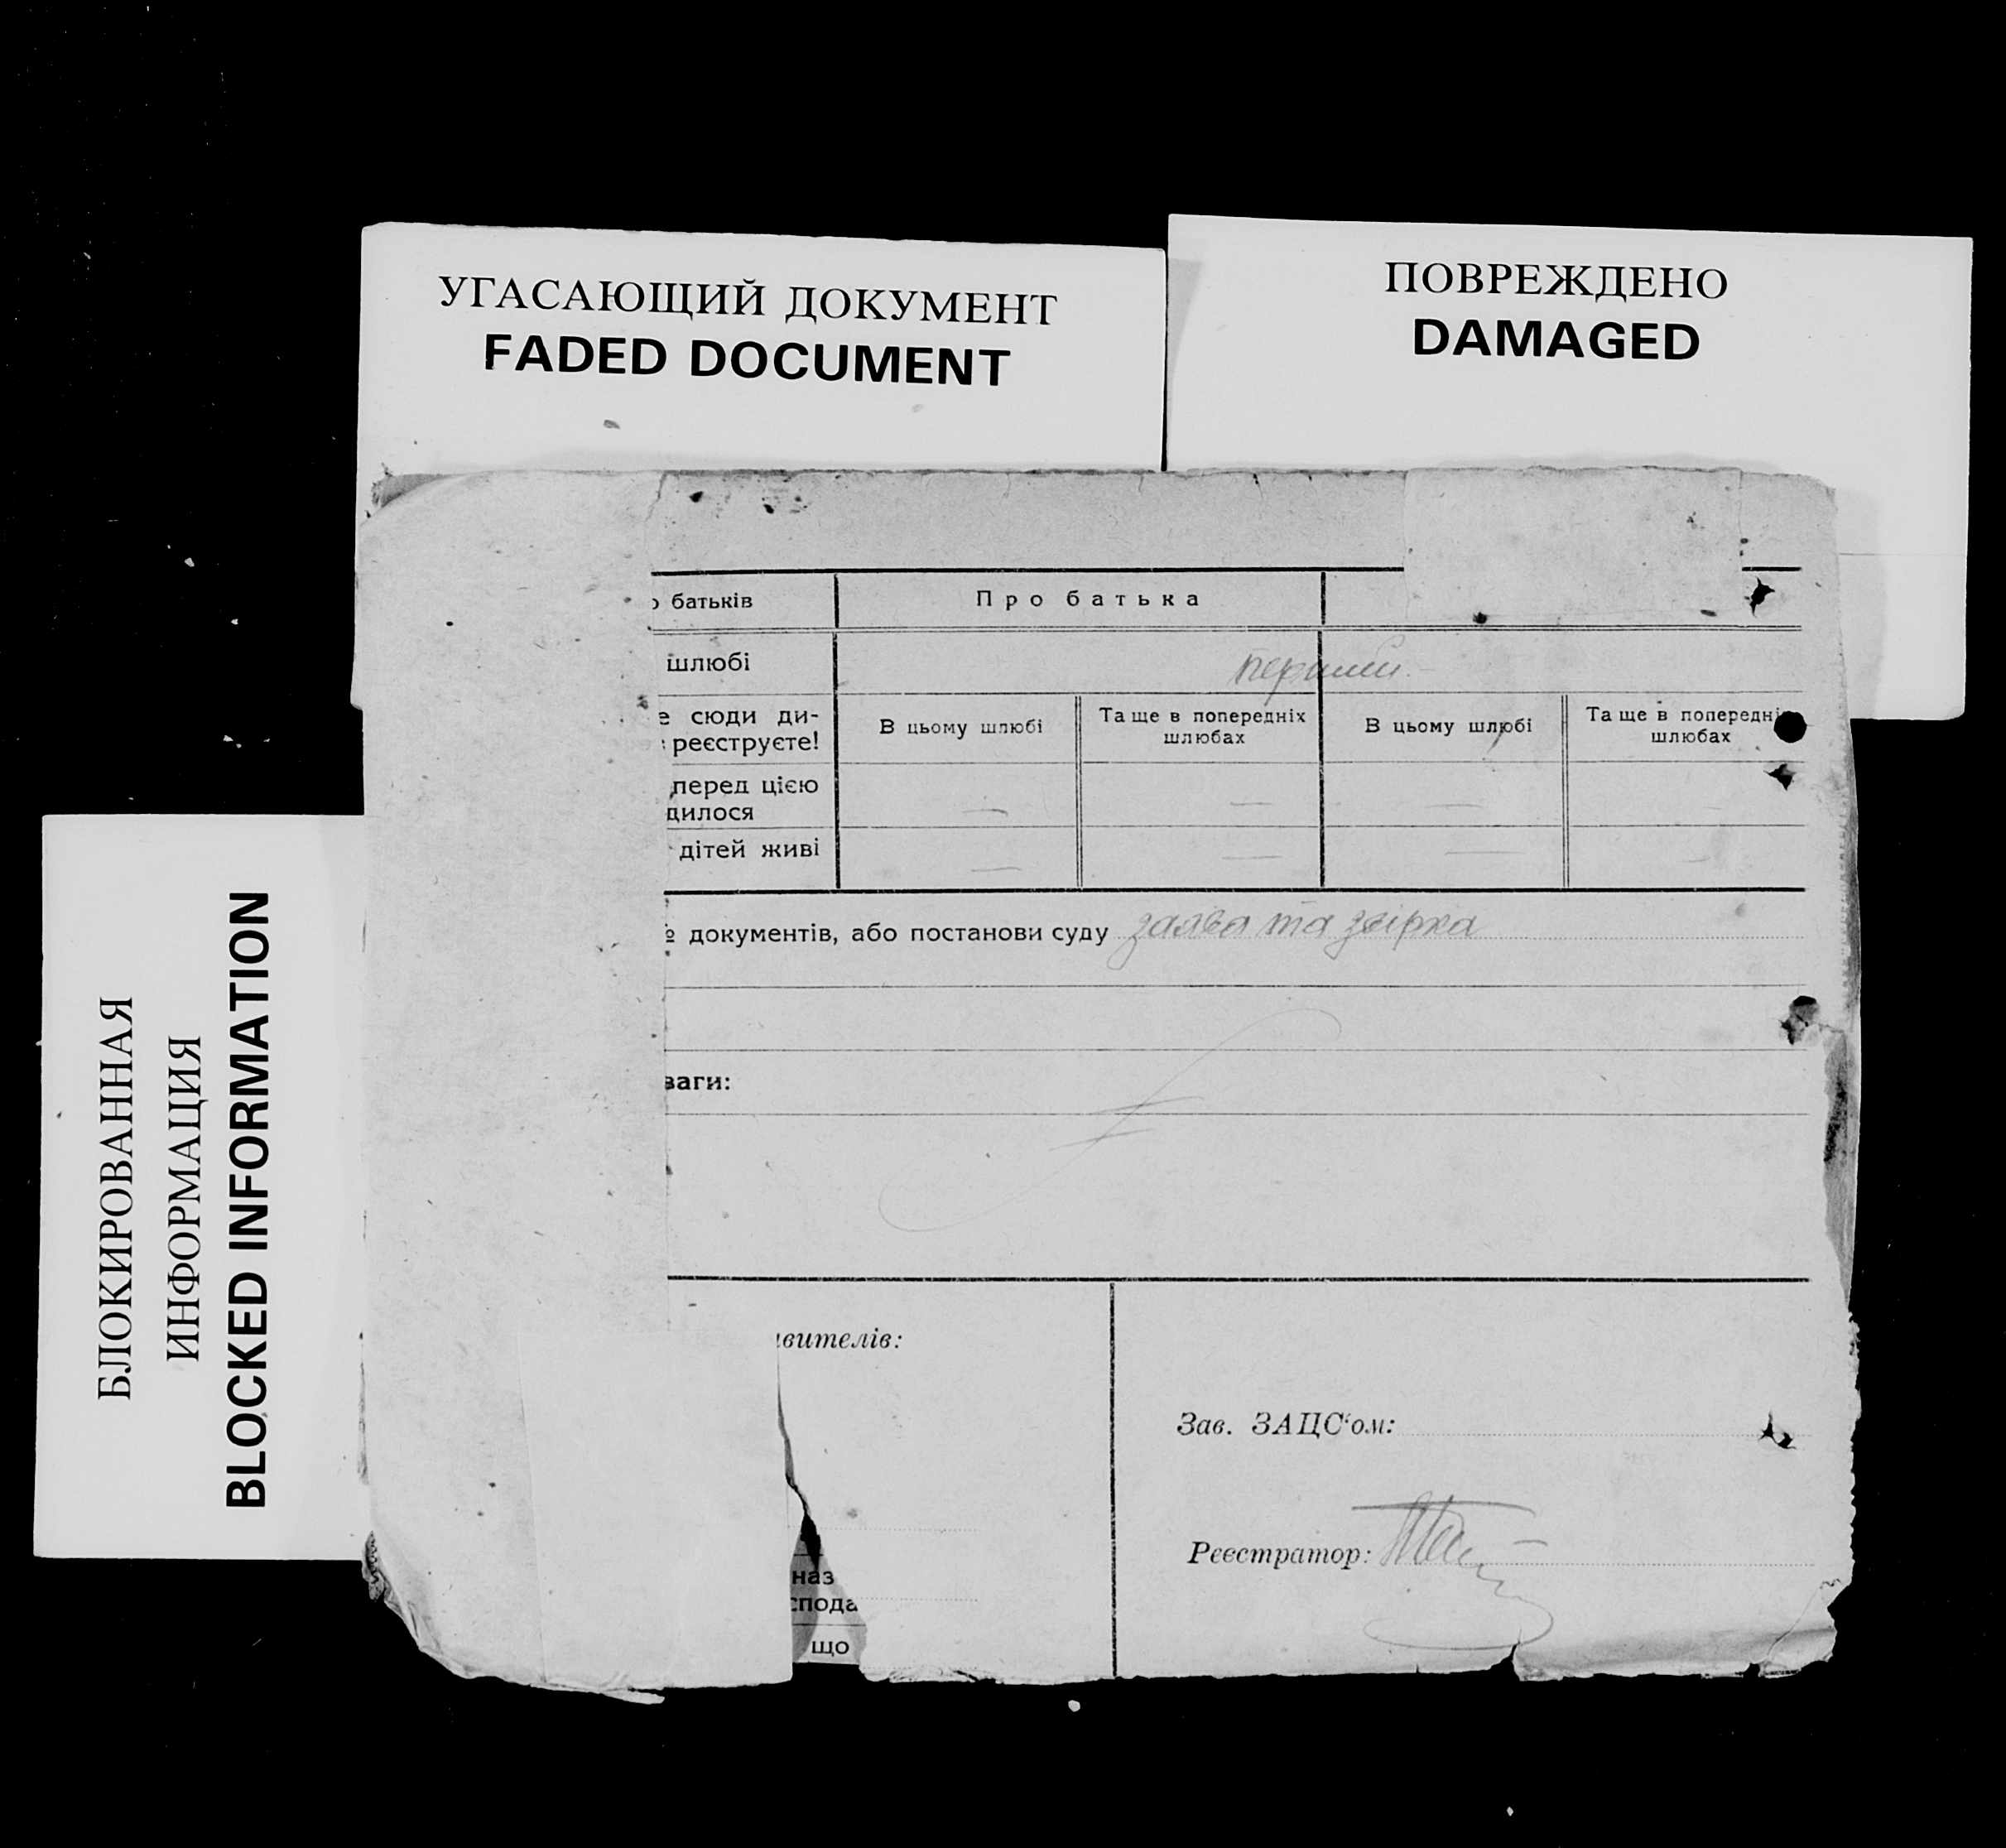 УГАСАЮЩИЙ ДОКУМЕНТ
FADED DOCUMENT
ПОВРЕЖДЕНО
DAMAGED
БЛОКИРОВАННАЯ
ИНФОРМАЦИЯ
BLOCKED INFORMATION
батьків
Про батька
шлюбі
е сюди ди-
реєструєте!
В цьому шлюбі
Та ще в попередніх
шлюбах
В цьому шлюбі
Та ще в попередні
шлюбах
перед цією
дилося
дітей живі
№ документів, або постанови суду заява та звірка
ваги:
вителів:
Зав. ЗАЦС‘ом:
Реєстратор:
наз
спода
що